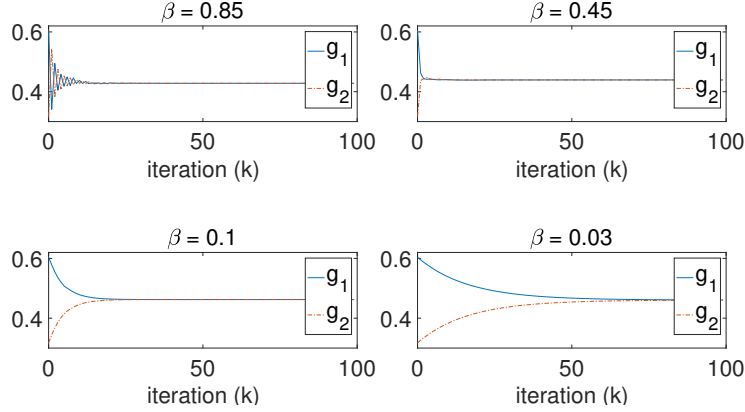 β = 0.85
0.6
0.4
g1
g2
0 50 100
iteration (k)
β = 0.45
0.6
0.4
g1
g2
0 50 100
iteration (k)
β = 0.1
0.6
0.4
g1
g2
0 50 100
iteration (k)
β = 0.03
0.6
0.4
g1
g2
0 50 100
iteration (k)